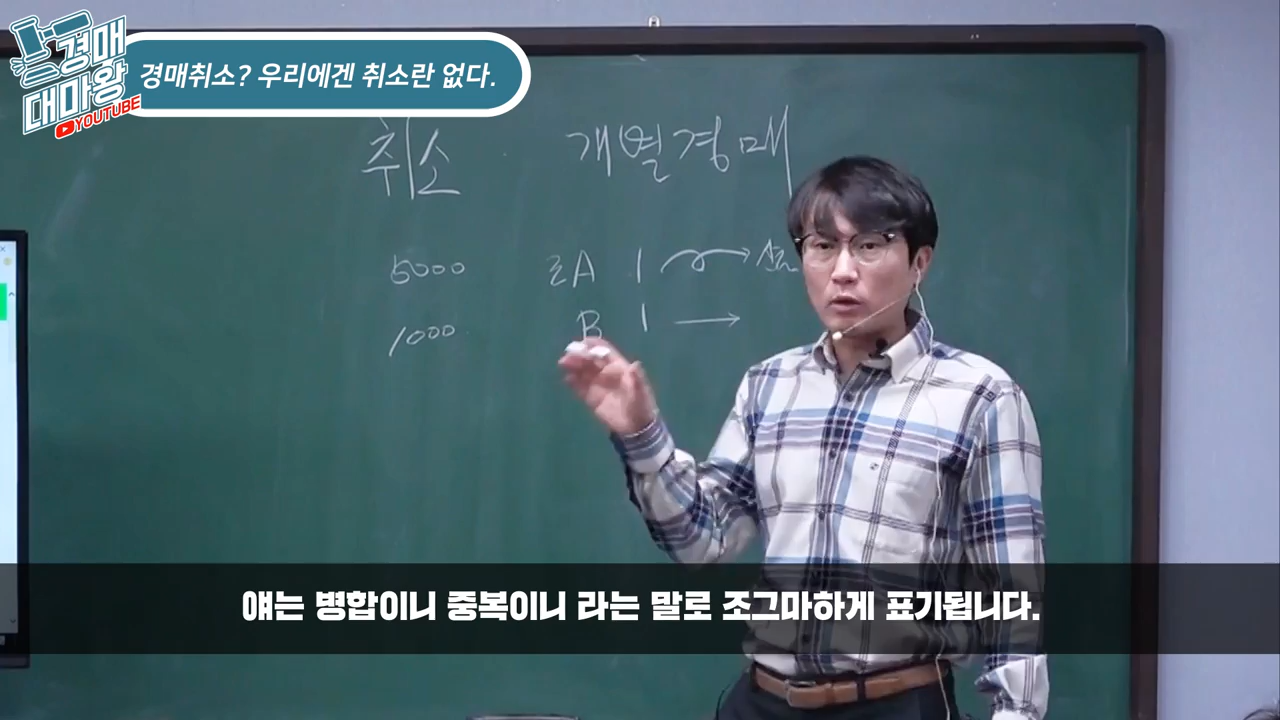 경매
대마왕
YOUTUBE
경매취소? 우리에겐 취소란 없다.
취소 개별경매
5000 A 1
1000 B 1
얘는 병합이니 중복이니 라는 말로 조그마하게 표기됩니다.